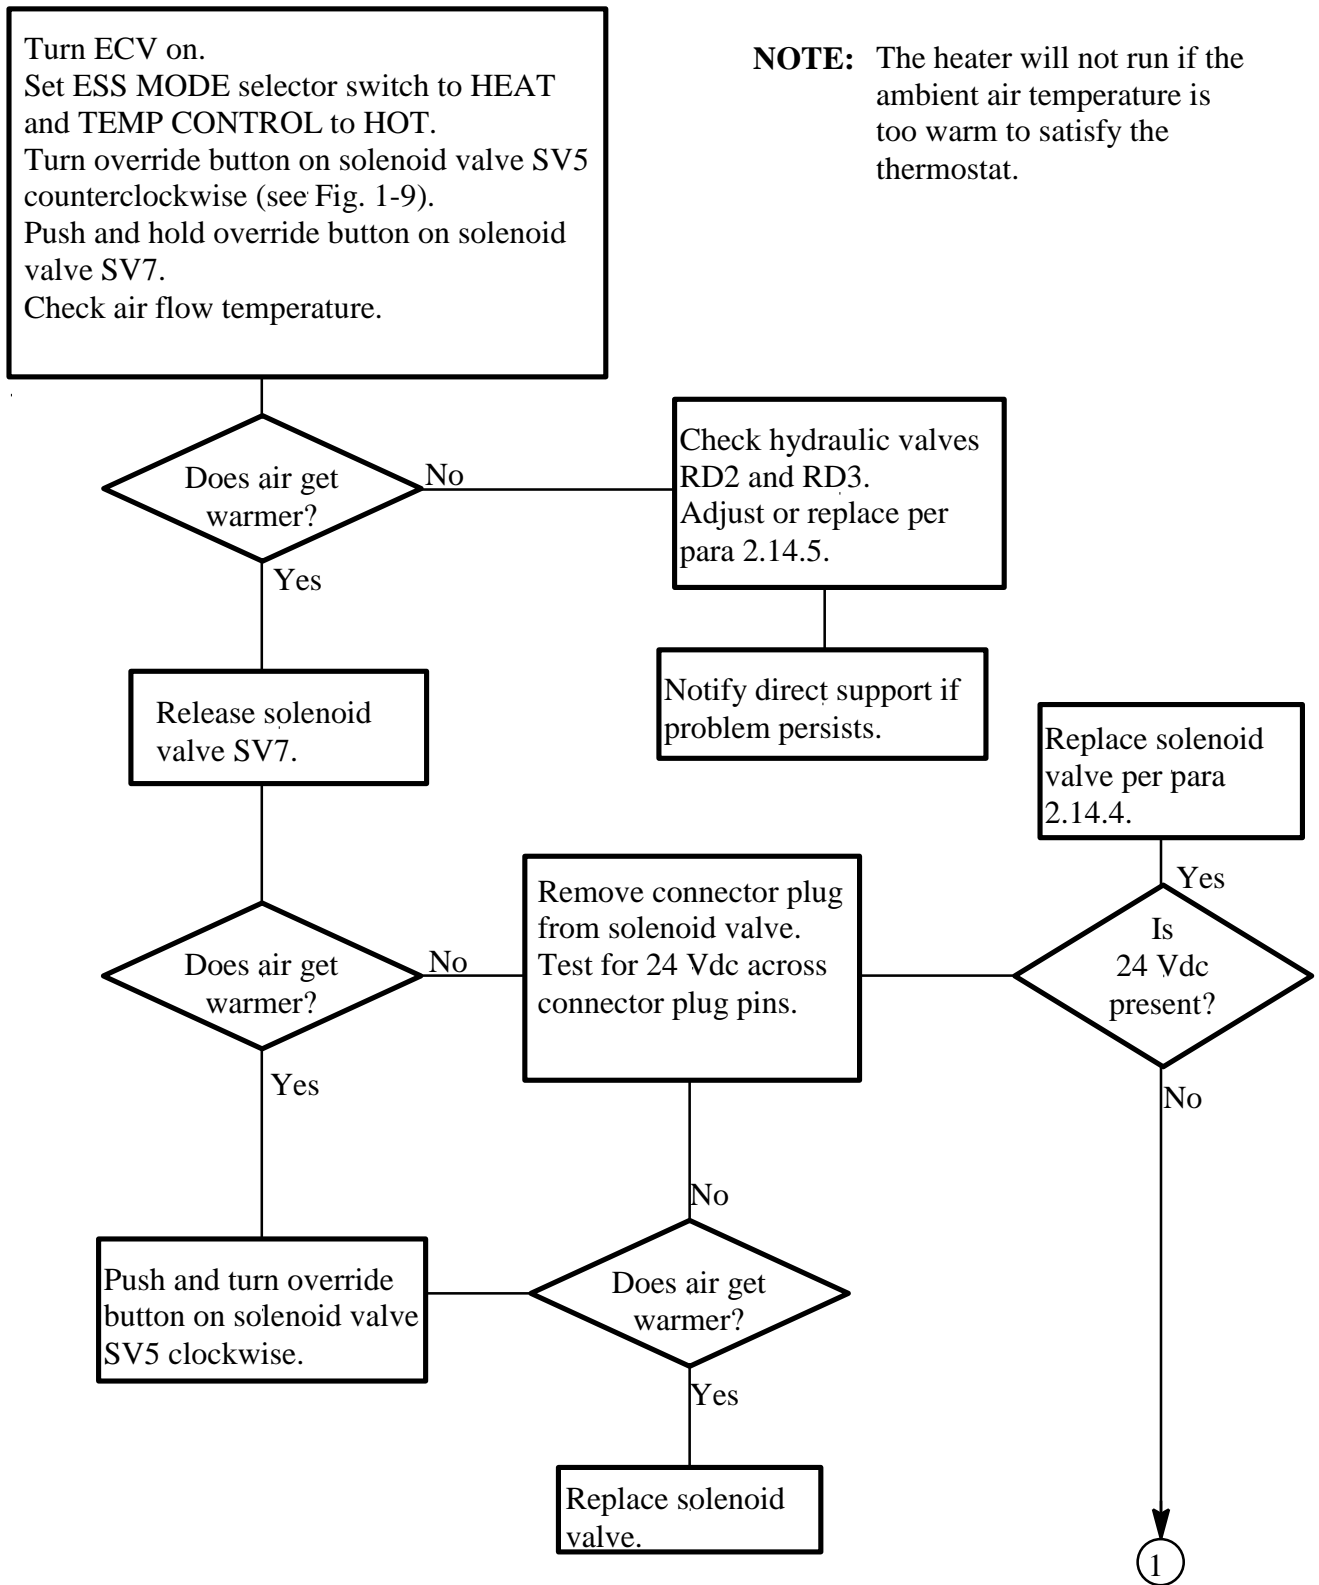 Turn ECV on.
Set ESS MODE selector switch to HEAT
and TEMP CONTROL to HOT.
Turn override button on solenoid valve SV5
counterclockwise (see Fig. 1-9).
Push and hold override button on solenoid
valve SV7.
Check air flow temperature.
NOTE: The heater will not run if the
ambient air temperature is
too warm to satisfy the
thermostat.
Does air get
warmer?
No
Check hydraulic valves
RD2 and RD3.
Adjust or replace per
para 2.14.5.
Yes
Notify direct support if
problem persists.
Release solenoid
valve SV7.
Replace solenoid
valve per para
2.14.4.
Yes
Does air get
warmer?
No
Remove connector plug
from solenoid valve.
Test for 24 Vdc across
connector plug pins.
Is
24 Vdc
present?
Yes
No
No
Push and turn override
button on solenoid valve
SV5 clockwise.
Does air get
warmer?
Yes
Replace solenoid
valve.
1